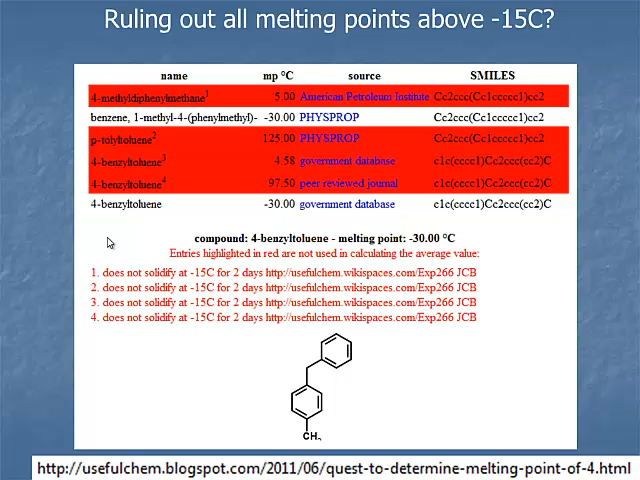 Ruling out all melting points above -15C?
name mp °C source SMILES
4-methyldiphenylmethane1 5.00 American Petroleum Institute Cc2ccc(Cc1ccccc1)cc2
benzene, 1-methyl-4-(phenylmethyl)- -30.00 PHYSPROP Cc2ccc(Cc1ccccc1)cc2
p-tolyltoluene2 125.00 PHYSPROP Cc2ccc(Cc1ccccc1)cc2
4-benzyltoluene3 4.58 government database c1c(cccc1)Cc2ccc(cc2)C
4-benzyltoluene4 97.50 peer reviewed journal c1c(cccc1)Cc2ccc(cc2)C
4-benzyltoluene -30.00 government database c1c(cccc1)Cc2ccc(cc2)C
compound: 4-benzyltoluene - melting point: -30.00 °C
Entries highlighted in red are not used in calculating the average value:
1. does not solidify at -15C for 2 days http://usefulchem.wikispaces.com/Exp266 JCB
2. does not solidify at -15C for 2 days http://usefulchem.wikispaces.com/Exp266 JCB
3. does not solidify at -15C for 2 days http://usefulchem.wikispaces.com/Exp266 JCB
4. does not solidify at -15C for 2 days http://usefulchem.wikispaces.com/Exp266 JCB
CH3
http://usefulchem.blogspot.com/2011/06/quest-to-determine-melting-point-of-4.html